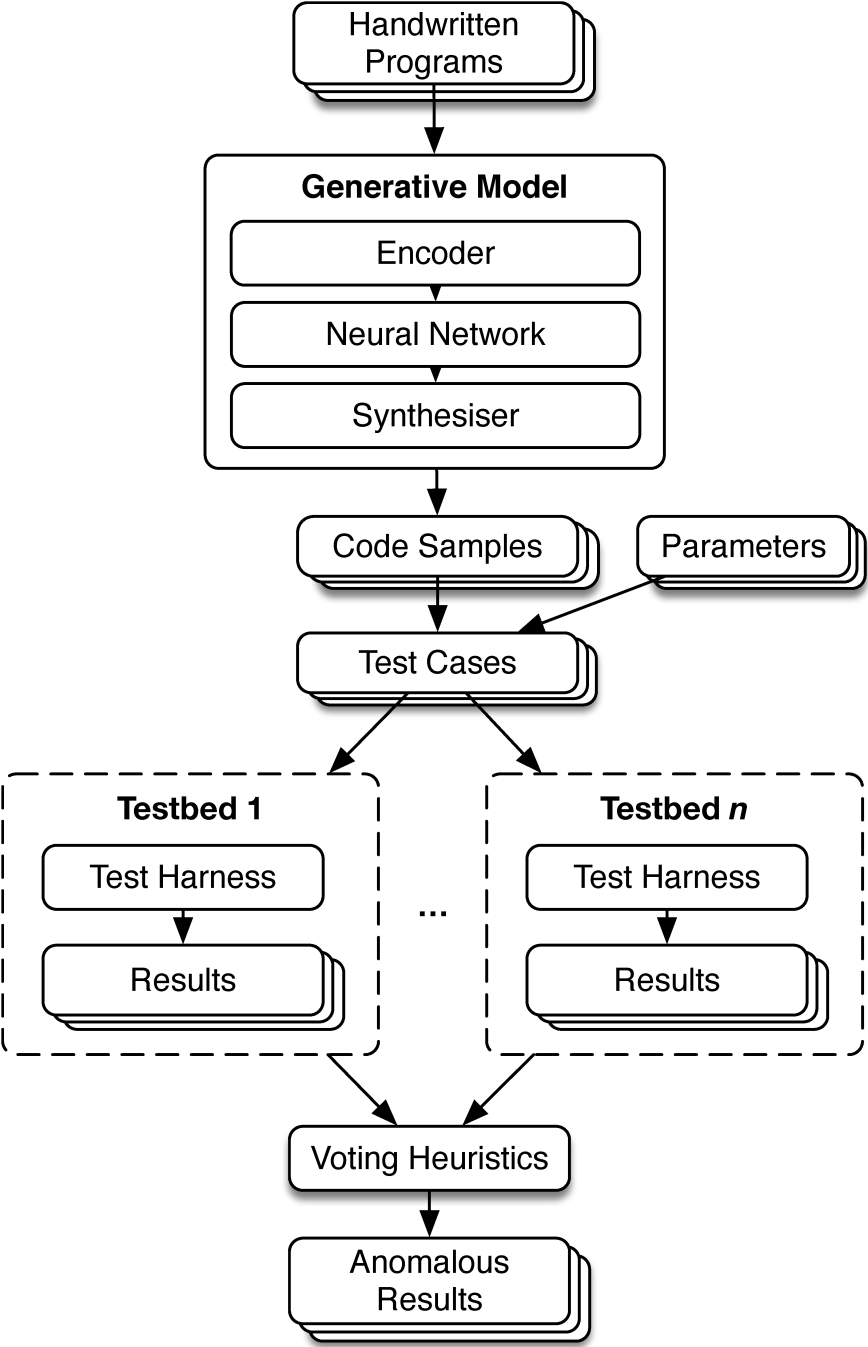 Handwritten
Programs
Generative Model
Encoder
Neural Network
Synthesiser
Code Samples
Parameters
Test Cases
Testbed 1
Test Harness
Results
...
Testbed n
Test Harness
Results
Voting Heuristics
Anomalous
Results